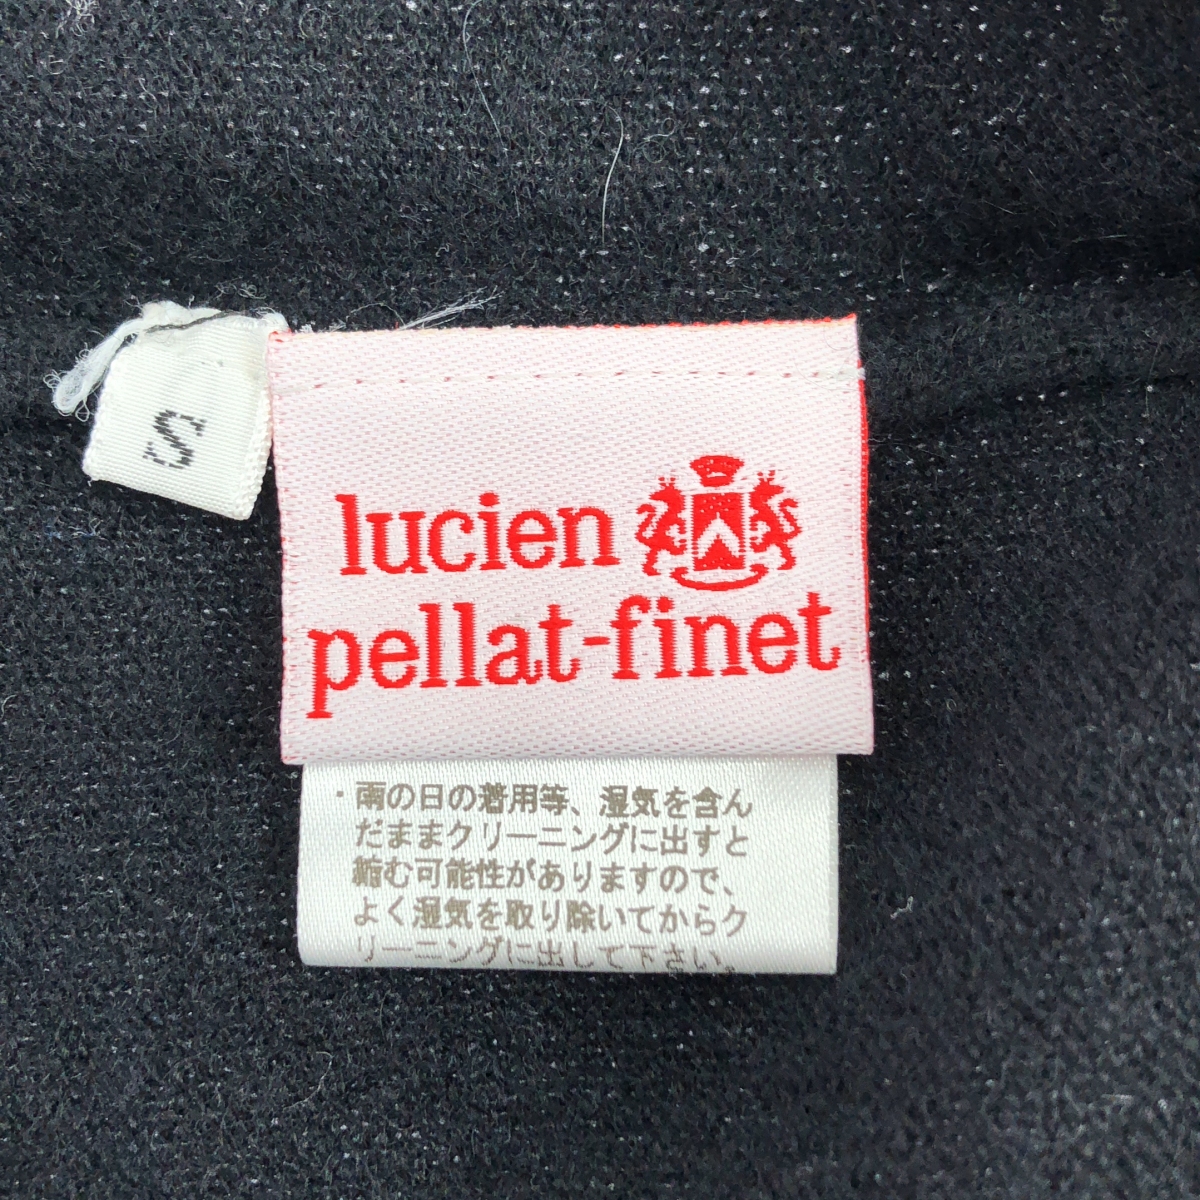 S
lucien
pellat-finet
・雨の日の着用等、湿気を含ん
だままクリーニングに出すと
縮む可能性がありますので、
よく湿気を取り除いてからク
リーニングに出して下さい。